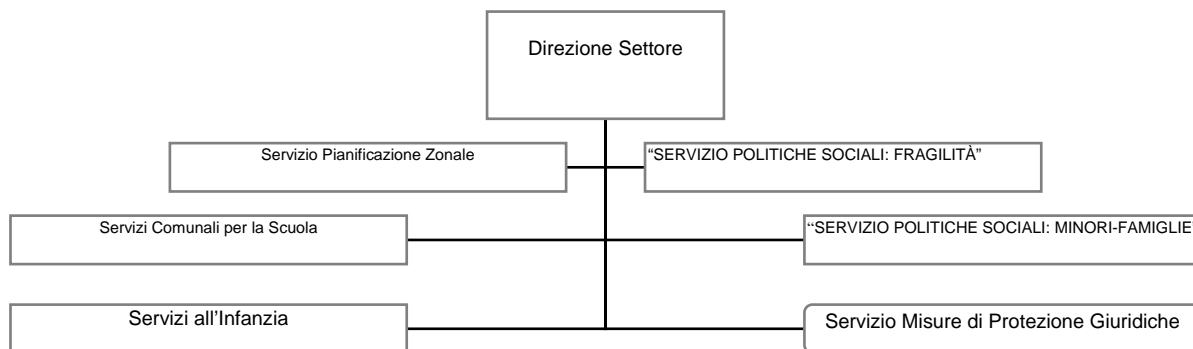 Direzione Settore
Servizio Pianificazione Zonale
“SERVIZIO POLITICHE SOCIALI: FRAGILITÀ”
Servizi Comunali per la Scuola
“SERVIZIO POLITICHE SOCIALI: MINORI-FAMIGLIE”
Servizi all’Infanzia
Servizio Misure di Protezione Giuridiche